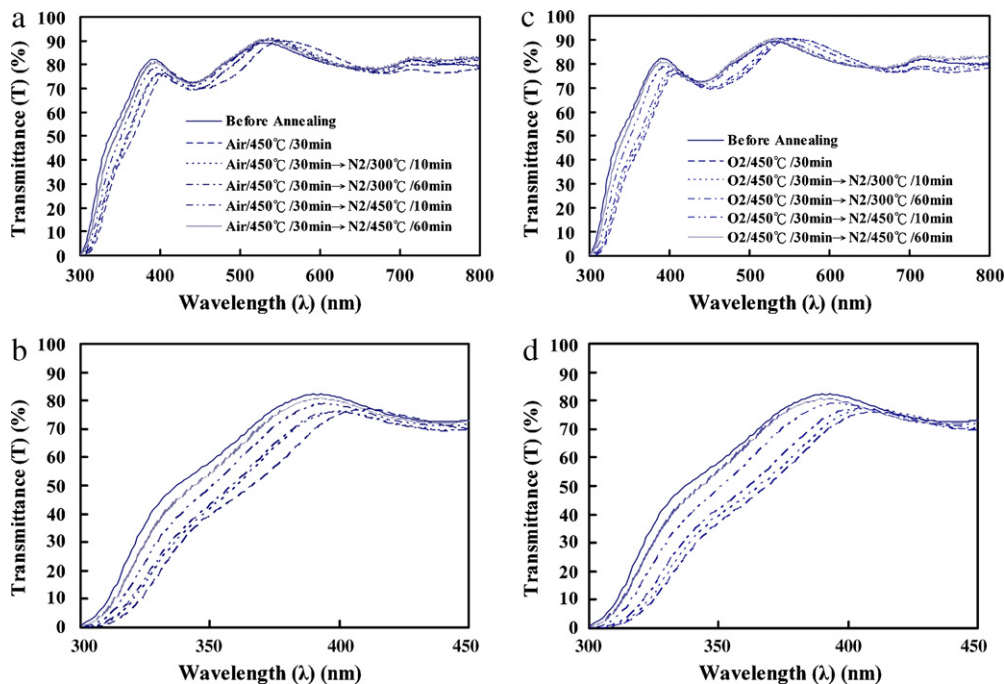 a
Transmittance (T) (%)
100
90
80
70
60
50
40
30
20
10
0
Before Annealing
Air/450℃/30min
Air/450℃/30min→N2/300℃/10min
Air/450℃/30min→N2/300℃/60min
Air/450℃/30min→N2/450℃/10min
Air/450℃/30min→N2/450℃/60min
300 400 500 600 700 800
Wavelength (λ) (nm)
c
Transmittance (T) (%)
100
90
80
70
60
50
40
30
20
10
0
Before Annealing
O2/450℃/30min
O2/450℃/30min→N2/300℃/10min
O2/450℃/30min→N2/300℃/60min
O2/450℃/30min→N2/450℃/10min
O2/450℃/30min→N2/450℃/60min
300 400 500 600 700 800
Wavelength (λ) (nm)
b
Transmittance (T) (%)
100
90
80
70
60
50
40
30
20
10
0
300 350 400 450
Wavelength (λ) (nm)
d
Transmittance (T) (%)
100
90
80
70
60
50
40
30
20
10
0
300 350 400 450
Wavelength (λ) (nm)